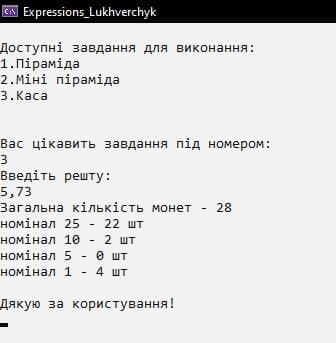 Expressions_Lukhverchyk
Доступні завдання для виконання:
1.Піраміда
2.Міні піраміда
3.Каса
Вас цікавить завдання під номером:
3
Введіть решту:
5,73
Загальна кількість монет - 28
номінал 25 - 22 шт
номінал 10 - 2 шт
номінал 5 - 0 шт
номінал 1 - 4 шт
Дякую за користування!